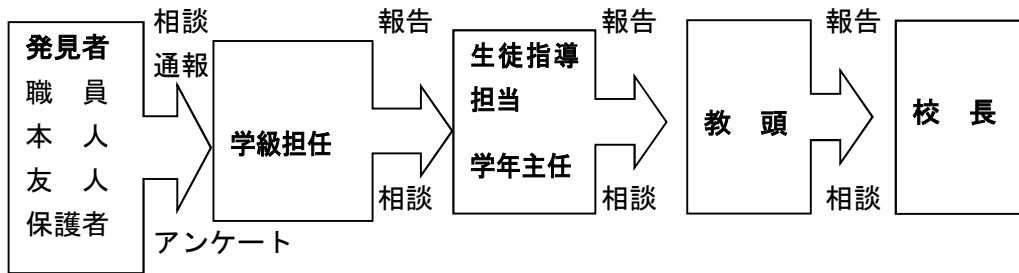 発見者
職　員
本　人
友　人
保護者
相談
通報
アンケート
学級担任
報告
相談
生徒指導
担当
学年主任
報告
相談
教　頭
報告
相談
校　長